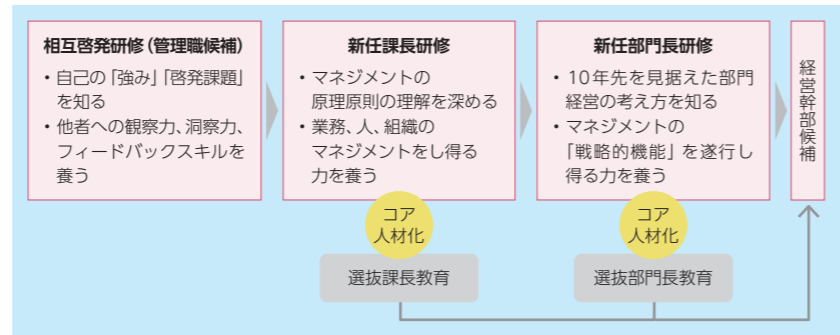 相互啓発研修（管理職候補）
・自己の「強み」「啓発課題」
を知る
・他者への観察力、洞察力、
フィードバックスキルを
養う
新任課長研修
・マネジメントの
原理原則の理解を深める
・業務、人、組織の
マネジメントをし得る
力を養う
新任部門長研修
・10年先を見据えた部門
経営の考え方を知る
・マネジメントの
「戦略的機能」を遂行し
得る力を養う
経営幹部候補
コア
人材化
コア
人材化
選抜課長教育
選抜部門長教育